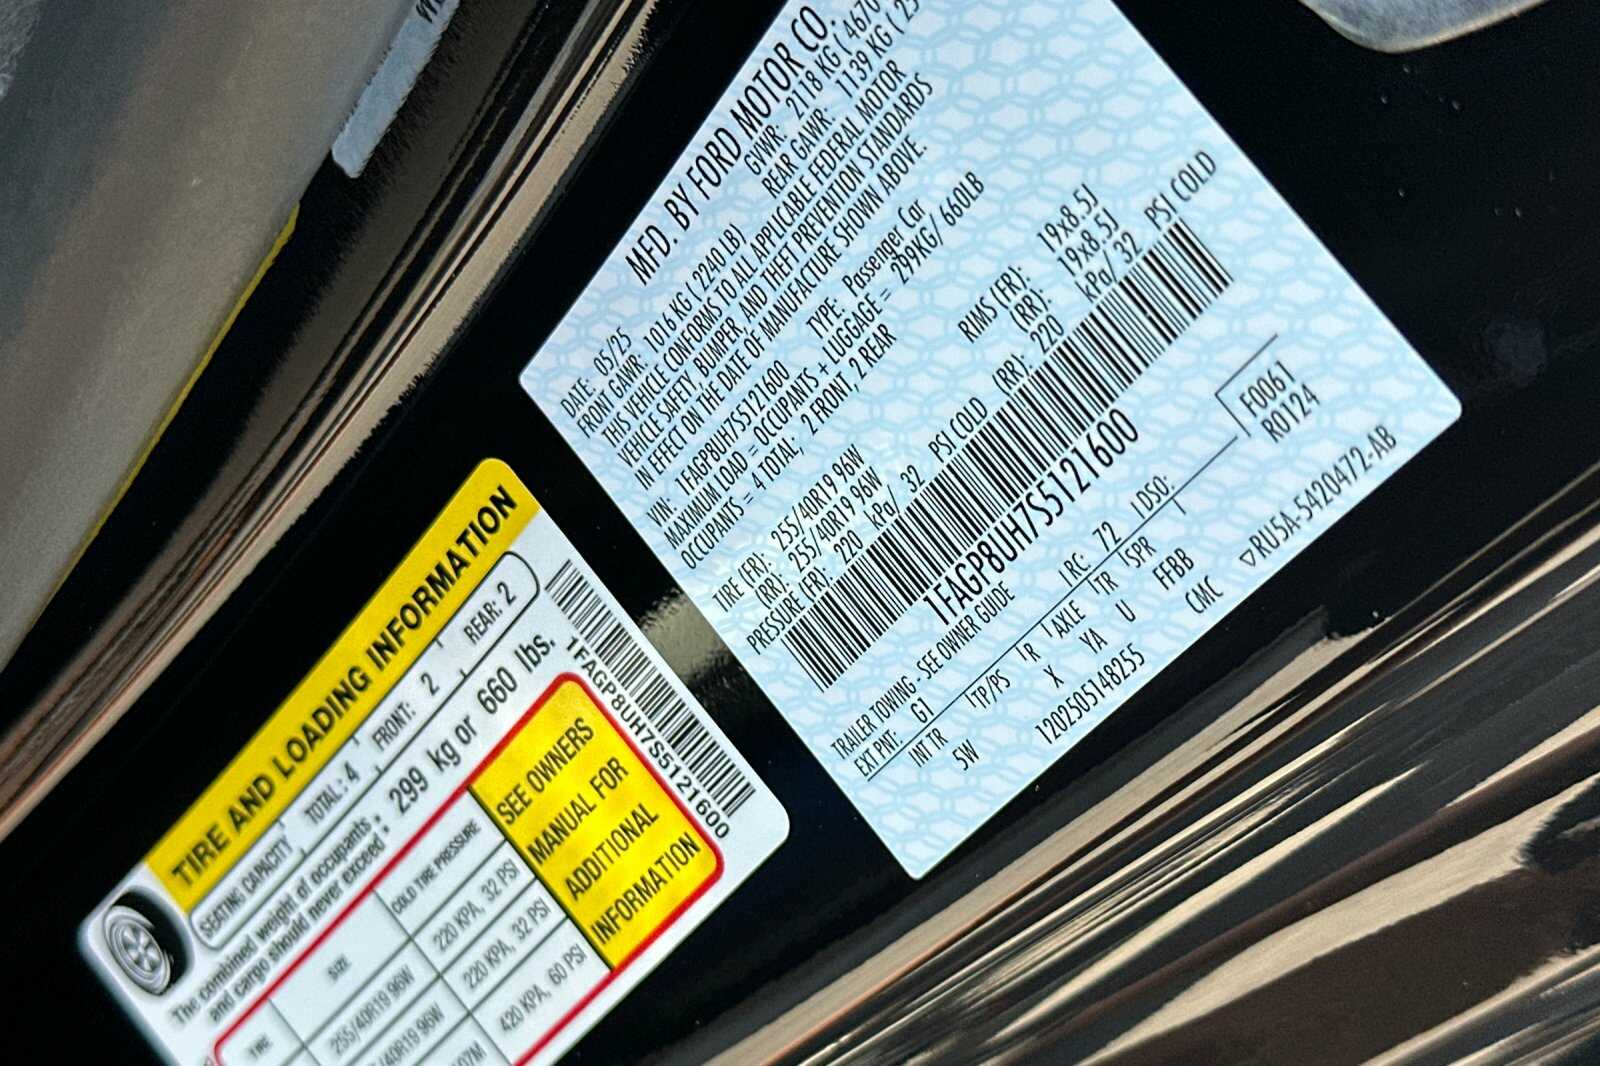 MFD. BY FORD MOTOR CO.
DATE: 05/25 GVWR: 2118 KG ( 4670
FRONT GAWR: 1016 KG ( 2240 LB) REAR GAWR: 1139 KG (
THIS VEHICLE CONFORMS TO ALL APPLICABLE FEDERAL MOTOR
VEHICLE SAFETY, BUMPER, AND THEFT PREVENTION STANDARDS
IN EFFECT ON THE DATE OF MANUFACTURE SHOWN ABOVE.
VIN: 1FAGP8UH7S5121600 TYPE: Passenger Car
MAXIMUM LOAD = OCCUPANTS + LUGGAGE = 299KG/ 660LB
OCCUPANTS = 4 TOTAL, 2 FRONT, 2 REAR
TIRE (FR): 255/40R19 96W RIMS (FR): 19x8.5J
(RR): 255/40R19 96W (RR): 19x8.5J
PRESSURE (FR): 220 kPa/ 32 PSI COLD (RR): 220 kPa/ 32 PSI COLD
1FAGP8UH7S5121600
TRAILER TOWING - SEE OWNER GUIDE
EXT PNT: G1 RC: 72 DSO: F0061
R0124
INT TR TP/PS R AXLE TR SPR
5W X YA U FFBB
1202505148255 CMC ▽RU5A-5420472-AB
TIRE AND LOADING INFORMATION
SEATING CAPACITY TOTAL: 4 FRONT: 2 REAR: 2
The combined weight of occupants
and cargo should never exceed: 299 kg or 660 lbs.
1FAGP8UH7S5121600
TIRE SIZE COLD TIRE PRESSURE
255/40R19 96W 220 KPA, 32 PSI
/40R19 96W 220 KPA, 32 PSI
107M 420 KPA, 60 PSI
SEE OWNERS
MANUAL FOR
ADDITIONAL
INFORMATION